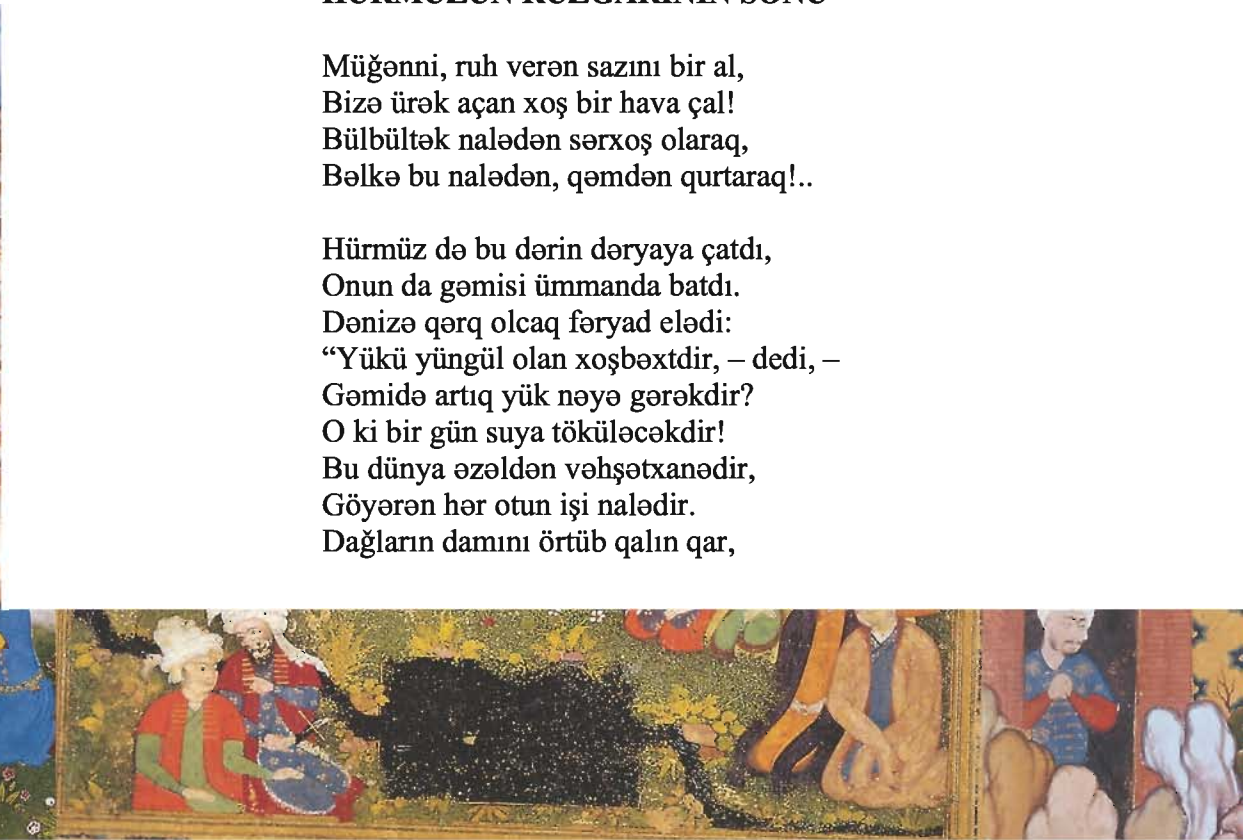 HÜRMÜZÜN RUZGARININ SONU
Müğənni, ruh verən sazını bir al,
Bizə ürək açan xoş bir hava çal!
Bülbültək nalədən sərxoş olaraq,
Bəlkə bu nalədən, qəmdən qurtaraq!..
Hürmüz də bu dərin dəryaya çatdı,
Onun da gəmisi ümmanda batdı.
Dənizə qərq olcaq fəryad elədi:
“Yükü yüngül olan xoşbəxtdir, – dedi, –
Gəmidə artıq yük nəyə gərəkdir?
O ki bir gün suya töküləcəkdir!
Bu dünya əzəldən vəhşətxanədir,
Göyərən hər otun işi nalədir.
Dağların damını örtüb qalın qar,